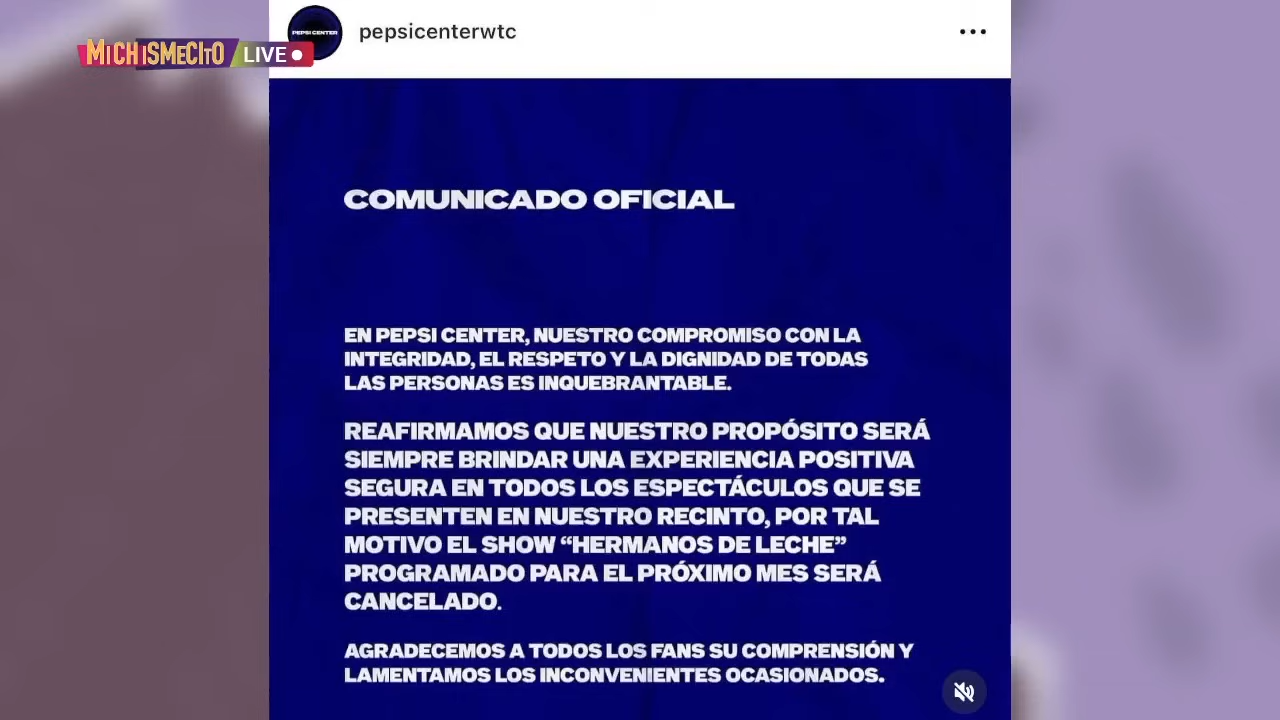 PEPSI CENTER
pepsicenterwtc
MICHISMECITO LIVE
COMUNICADO OFICIAL
EN PEPSI CENTER, NUESTRO COMPROMISO CON LA
INTEGRIDAD, EL RESPETO Y LA DIGNIDAD DE TODAS
LAS PERSONAS ES INQUEBRANTABLE.
REAFIRMAMOS QUE NUESTRO PROPÓSITO SERÁ
SIEMPRE BRINDAR UNA EXPERIENCIA POSITIVA
SEGURA EN TODOS LOS ESPECTÁCULOS QUE SE
PRESENTEN EN NUESTRO RECINTO, POR TAL
MOTIVO EL SHOW “HERMANOS DE LECHE”
PROGRAMADO PARA EL PRÓXIMO MES SERÁ
CANCELADO.
AGRADECEMOS A TODOS LOS FANS SU COMPRENSIÓN Y
LAMENTAMOS LOS INCONVENIENTES OCASIONADOS.